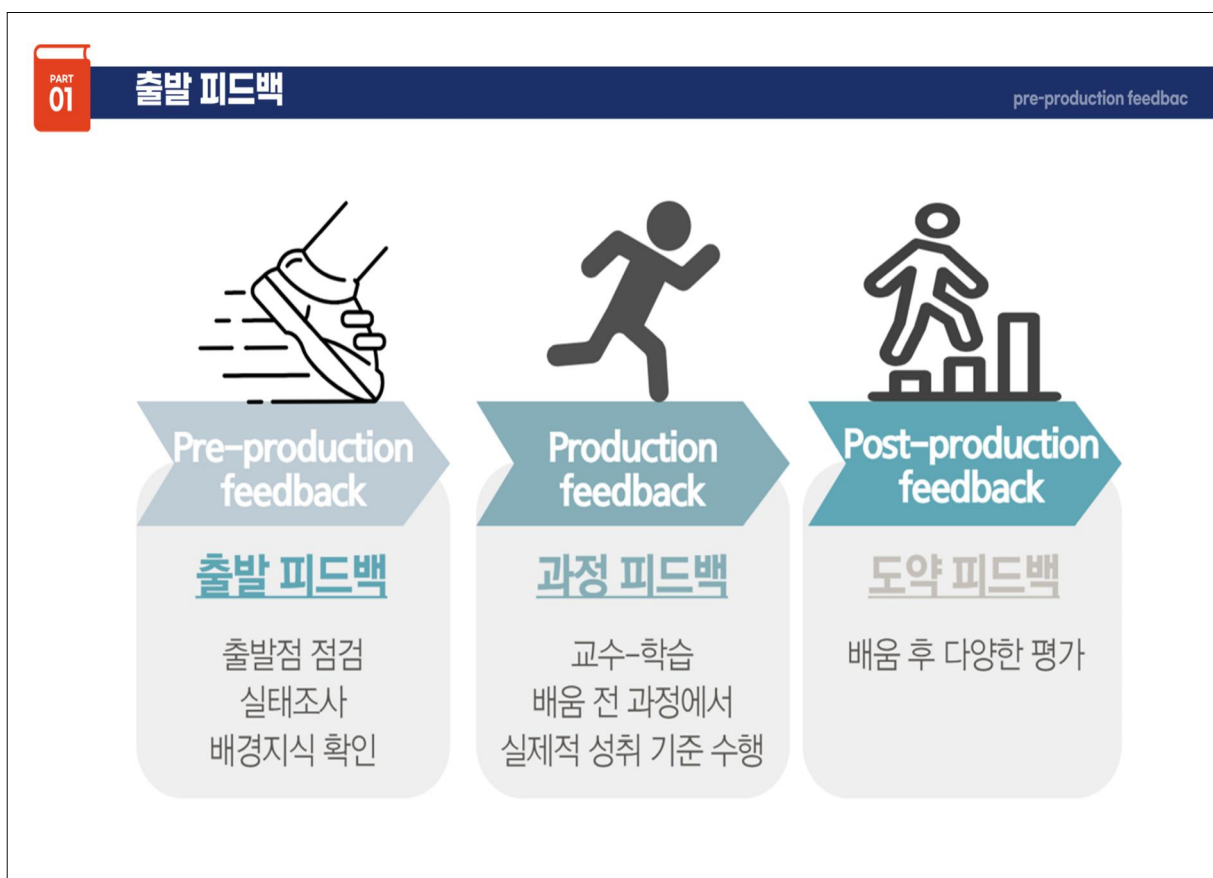 PART
01
출발 피드백
pre-production feedbac
Pre-production
feedback
출발 피드백
출발점 점검
실태조사
배경지식 확인
Production
feedback
과정 피드백
교수-학습
배움 전 과정에서
실제적 성취 기준 수행
Post-production
feedback
도약 피드백
배움 후 다양한 평가